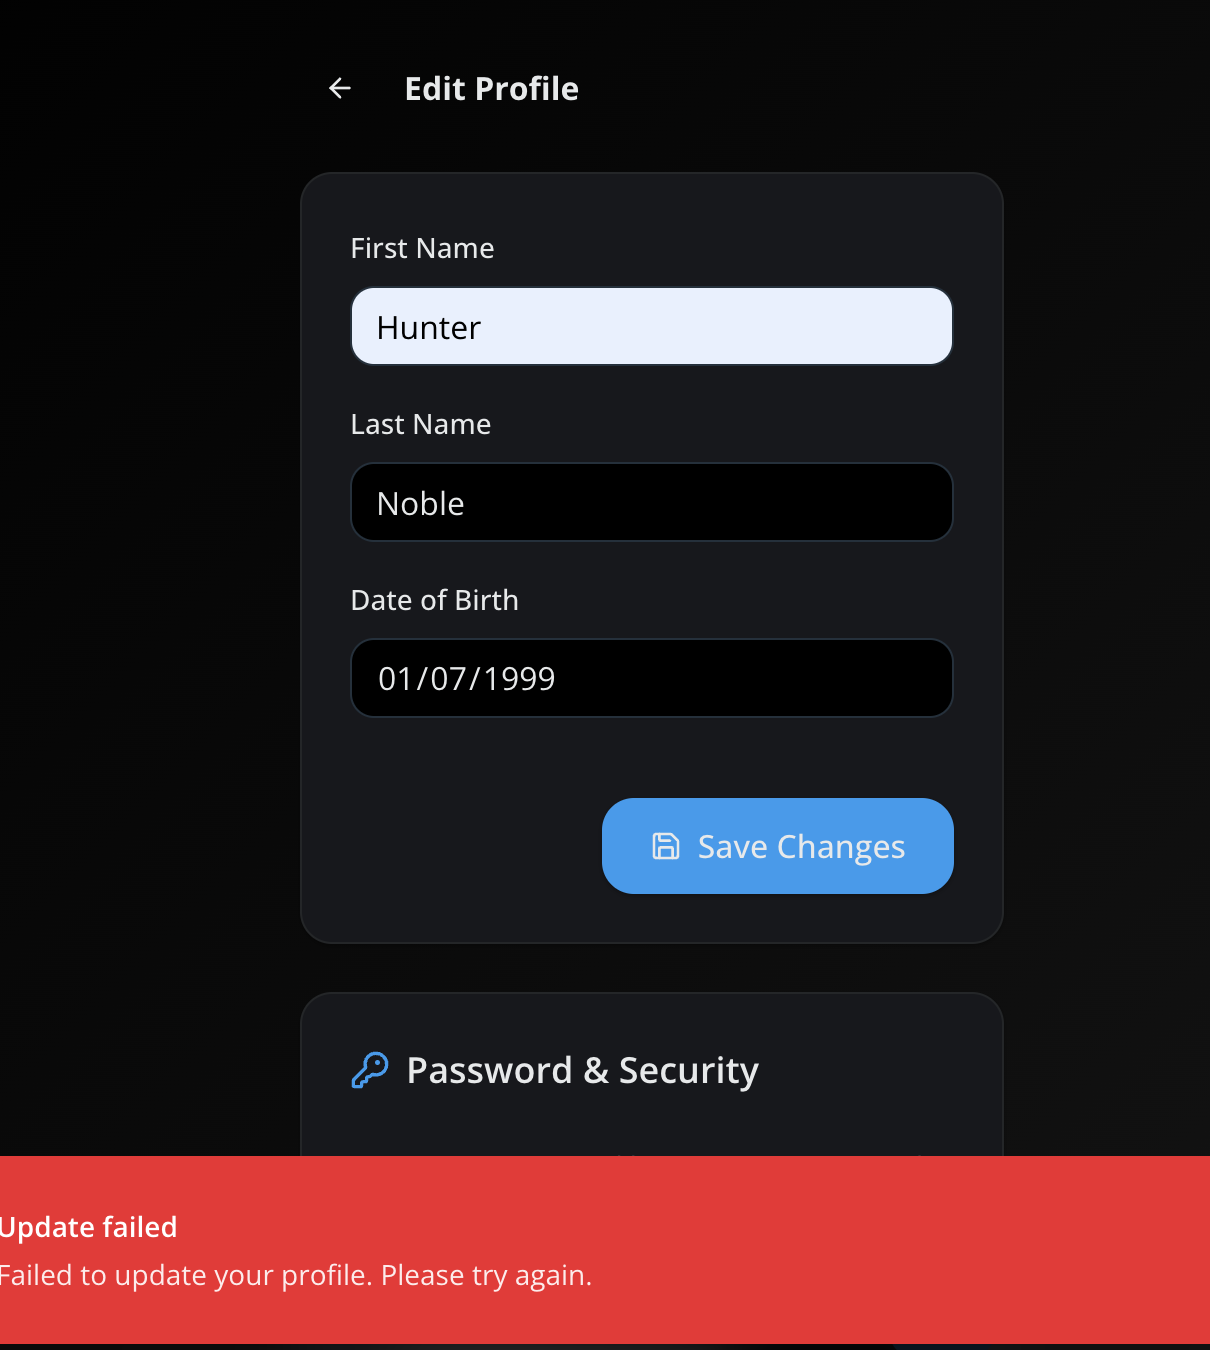 Edit Profile
First Name
Hunter
Last Name
Noble
Date of Birth
01/07/1999
Save Changes
Password & Security
Update failed
Failed to update your profile. Please try again.